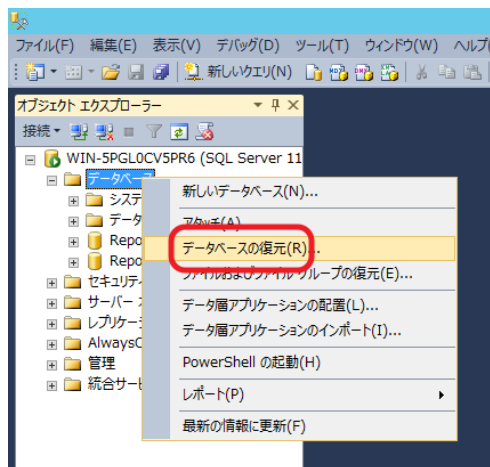 ファイル(F) 編集(E) 表示(V) デバッグ(D) ツール(T) ウィンドウ(W) ヘルプ(
新しいクエリ(N)
オブジェクト エクスプローラー
接続
WIN-5PGL0CV5PR6 (SQL Server 11
データベース
新しいデータベース(N)...
システ
アタッチ(A)...
データ
データベースの復元(R)...
Repo
ファイルおよびファイル グループの復元(E)...
Repo
セキュリテ
データ層アプリケーションの配置(L)...
サーバー
データ層アプリケーションのインポート(I)...
レプリケー
AlwaysO
PowerShell の起動(H)
管理
レポート(P)
統合サー
最新の情報に更新(F)